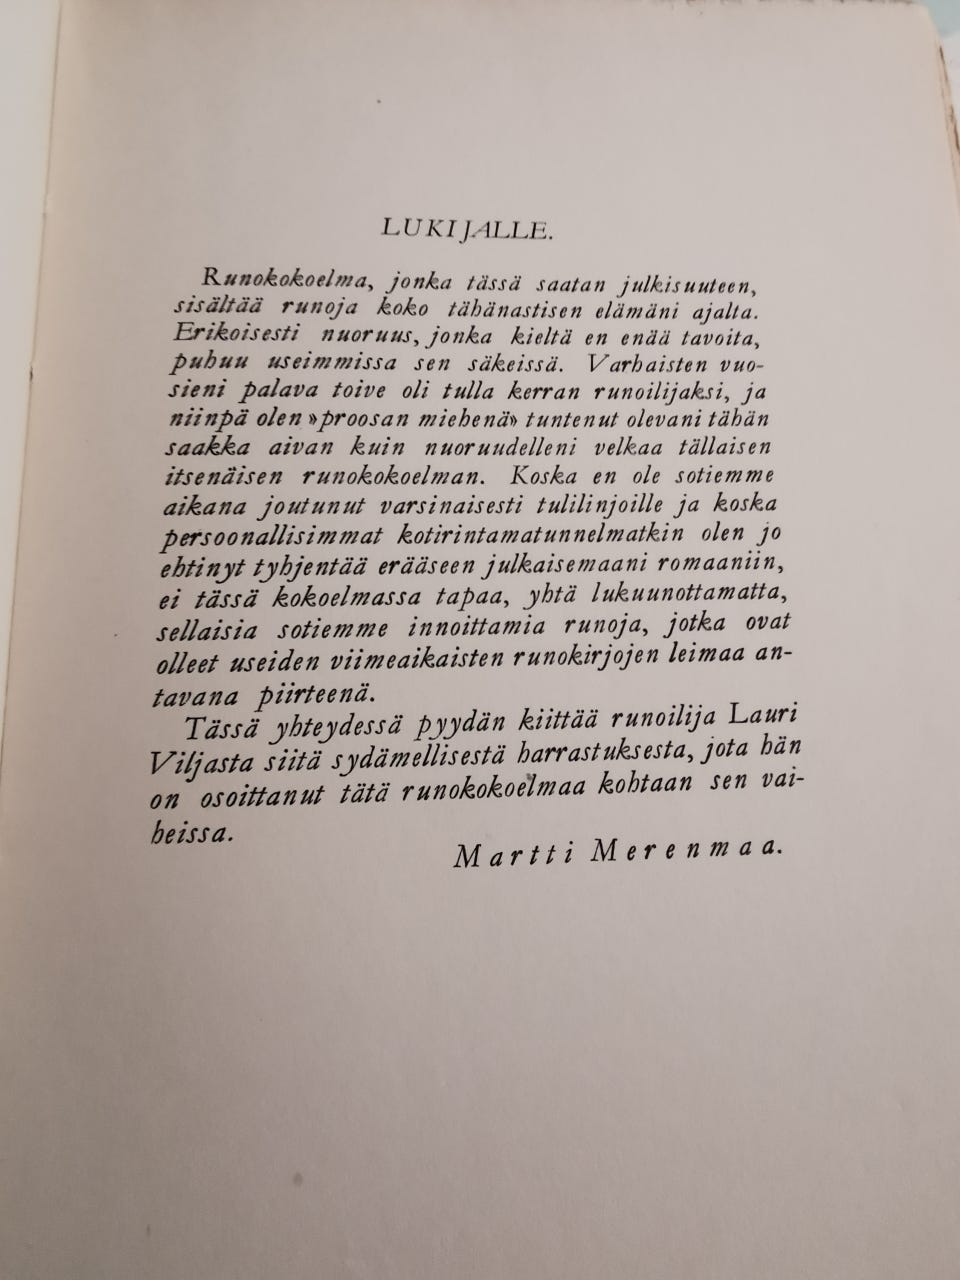 LUKIJALLE.
Runokokoelma, jonka tässä saatan julkisuuteen,
sisältää runoja koko tähänastisen elämäni ajalta.
Erikoisesti nuoruus, jonka kieltä en enää tavoita,
puhuu useimmissa sen säkeissä. Varhaisten vuo-
sieni palava toive oli tulla kerran runoilijaksi, ja
niinpä olen »proosan miehenä» tuntenut olevani tähän
saakka aivan kuin nuoruudelleni velkaa tällaisen
itsenäisen runokokoelman. Koska en ole sotiemme
aikana joutunut varsinaisesti tulilinjoille ja koska
persoonallisimmat kotirintamatunnelmatkin olen jo
ehtinyt tyhjentää erääseen julkaisemaani romaaniin,
ei tässä kokoelmassa tapaa, yhtä lukuunottamatta,
sellaisia sotiemme innoittamia runoja, jotka ovat
olleet useiden viimeaikaisten runokirjojen leimaa an-
tavana piirteenä.
Tässä yhteydessä pyydän kiittää runoilija Lauri
Viljasta siitä sydämellisestä harrastuksesta, jota hän
on osoittanut tätä runokokoelmaa kohtaan sen vai-
heissa.
Martti Merenmaa.